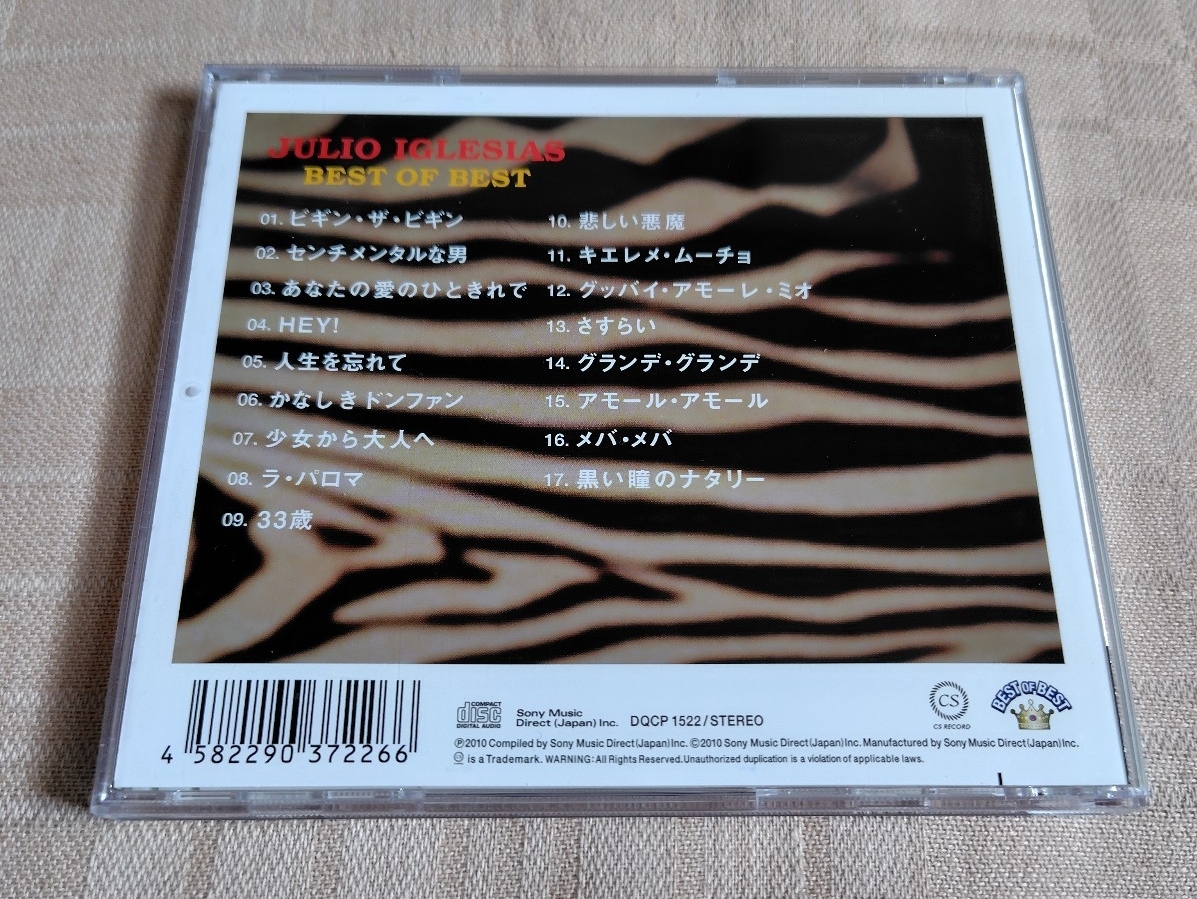 JULIO IGLESIAS
BEST OF BEST
01. ビギン・ザ・ビギン
02. センチメンタルな男
03. あなたの愛のひときれで
04. HEY!
05. 人生を忘れて
06. かなしきドンファン
07. 少女から大人へ
08. ラ・パロマ
09. 33歳
10. 悲しい悪魔
11. キエレメ・ムーチョ
12. グッバイ・アモーレ・ミオ
13. さすらい
14. グランデ・グランデ
15. アモール・アモール
16. メバ・メバ
17. 黒い瞳のナタリー
4 582290 372266
COMPACT
disc
DIGITAL AUDIO
Sony Music
Direct (Japan) Inc.
DQCP 1522/STEREO
CS
CS RECORD
BEST OF BEST
Ⓟ2010 Compiled by Sony Music Direct(Japan)Inc. ©2010 Sony Music Direct(Japan)Inc. Manufactured by Sony Music Direct(Japan)Inc.
is a Trademark. WARNING: All Rights Reserved. Unauthorized duplication is a violation of applicable laws.